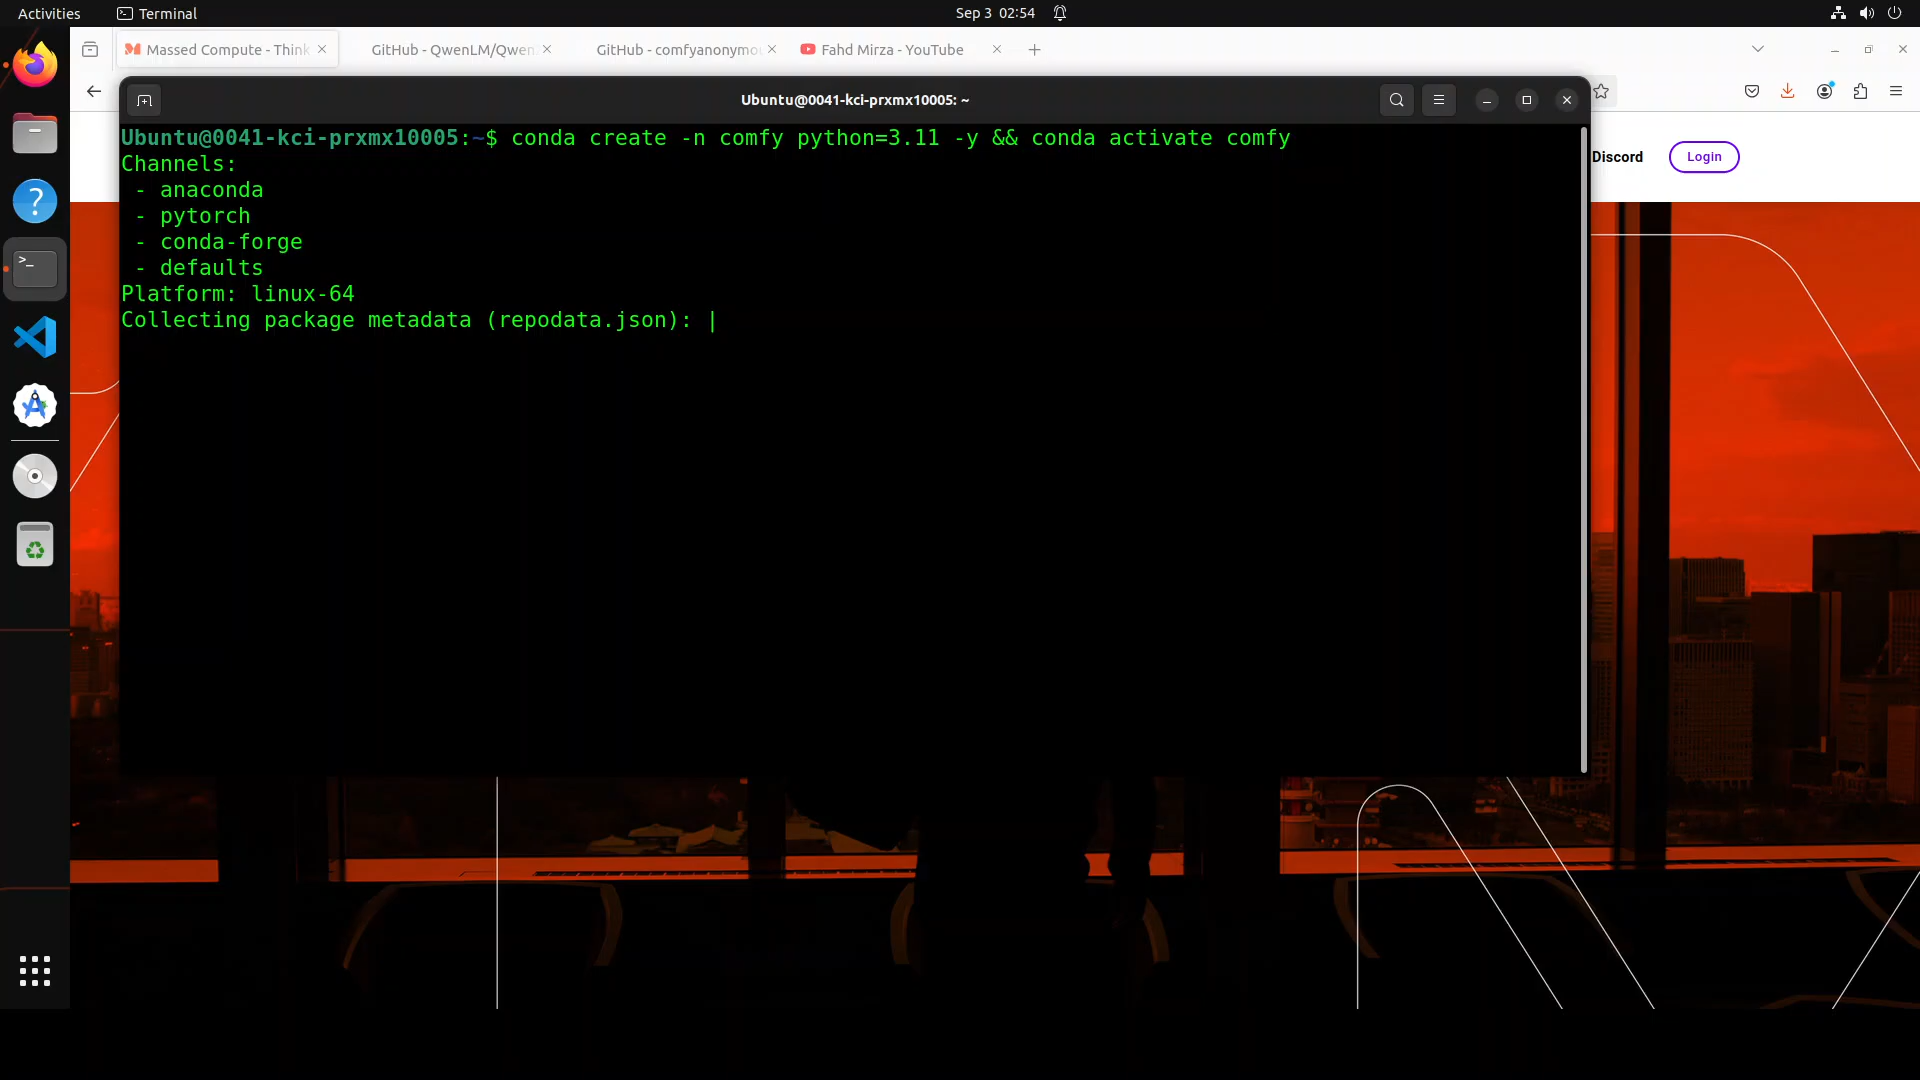 Activities
Terminal
Sep 3 02:54
Massed Compute - Think
GitHub - QwenLM/Qwen
GitHub - comfyanonymo
Fahd Mirza - YouTube
Ubuntu@0041-kci-prxmx10005: ~
Ubuntu@0041-kci-prxmx10005:~$ conda create -n comfy python=3.11 -y && conda activate comfy
Channels:
- anaconda
- pytorch
- conda-forge
- defaults
Platform: linux-64
Collecting package metadata (repodata.json): |
Discord
Login